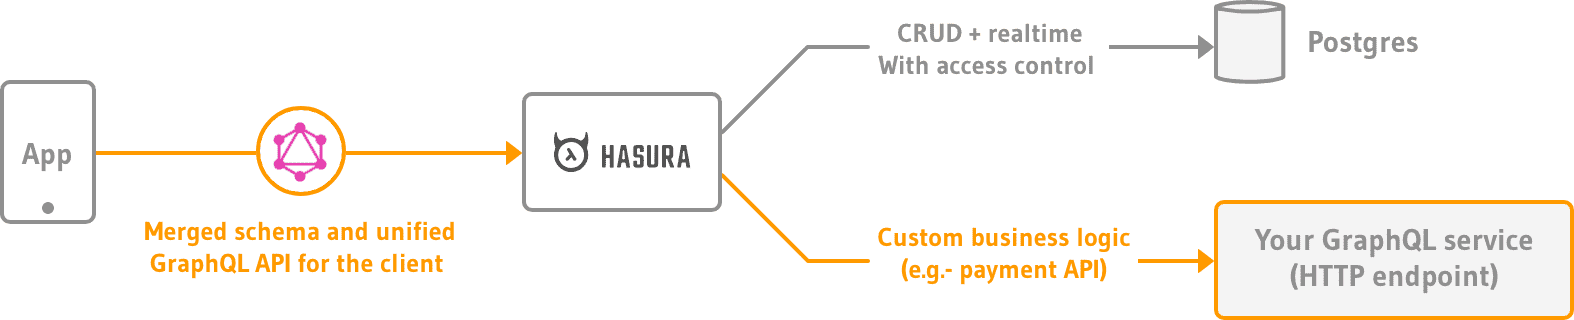 App
Merged schema and unified
GraphQL API for the client
HASURA
CRUD + realtime
With access control
Postgres
Custom business logic
(e.g.- payment API)
Your GraphQL service
(HTTP endpoint)